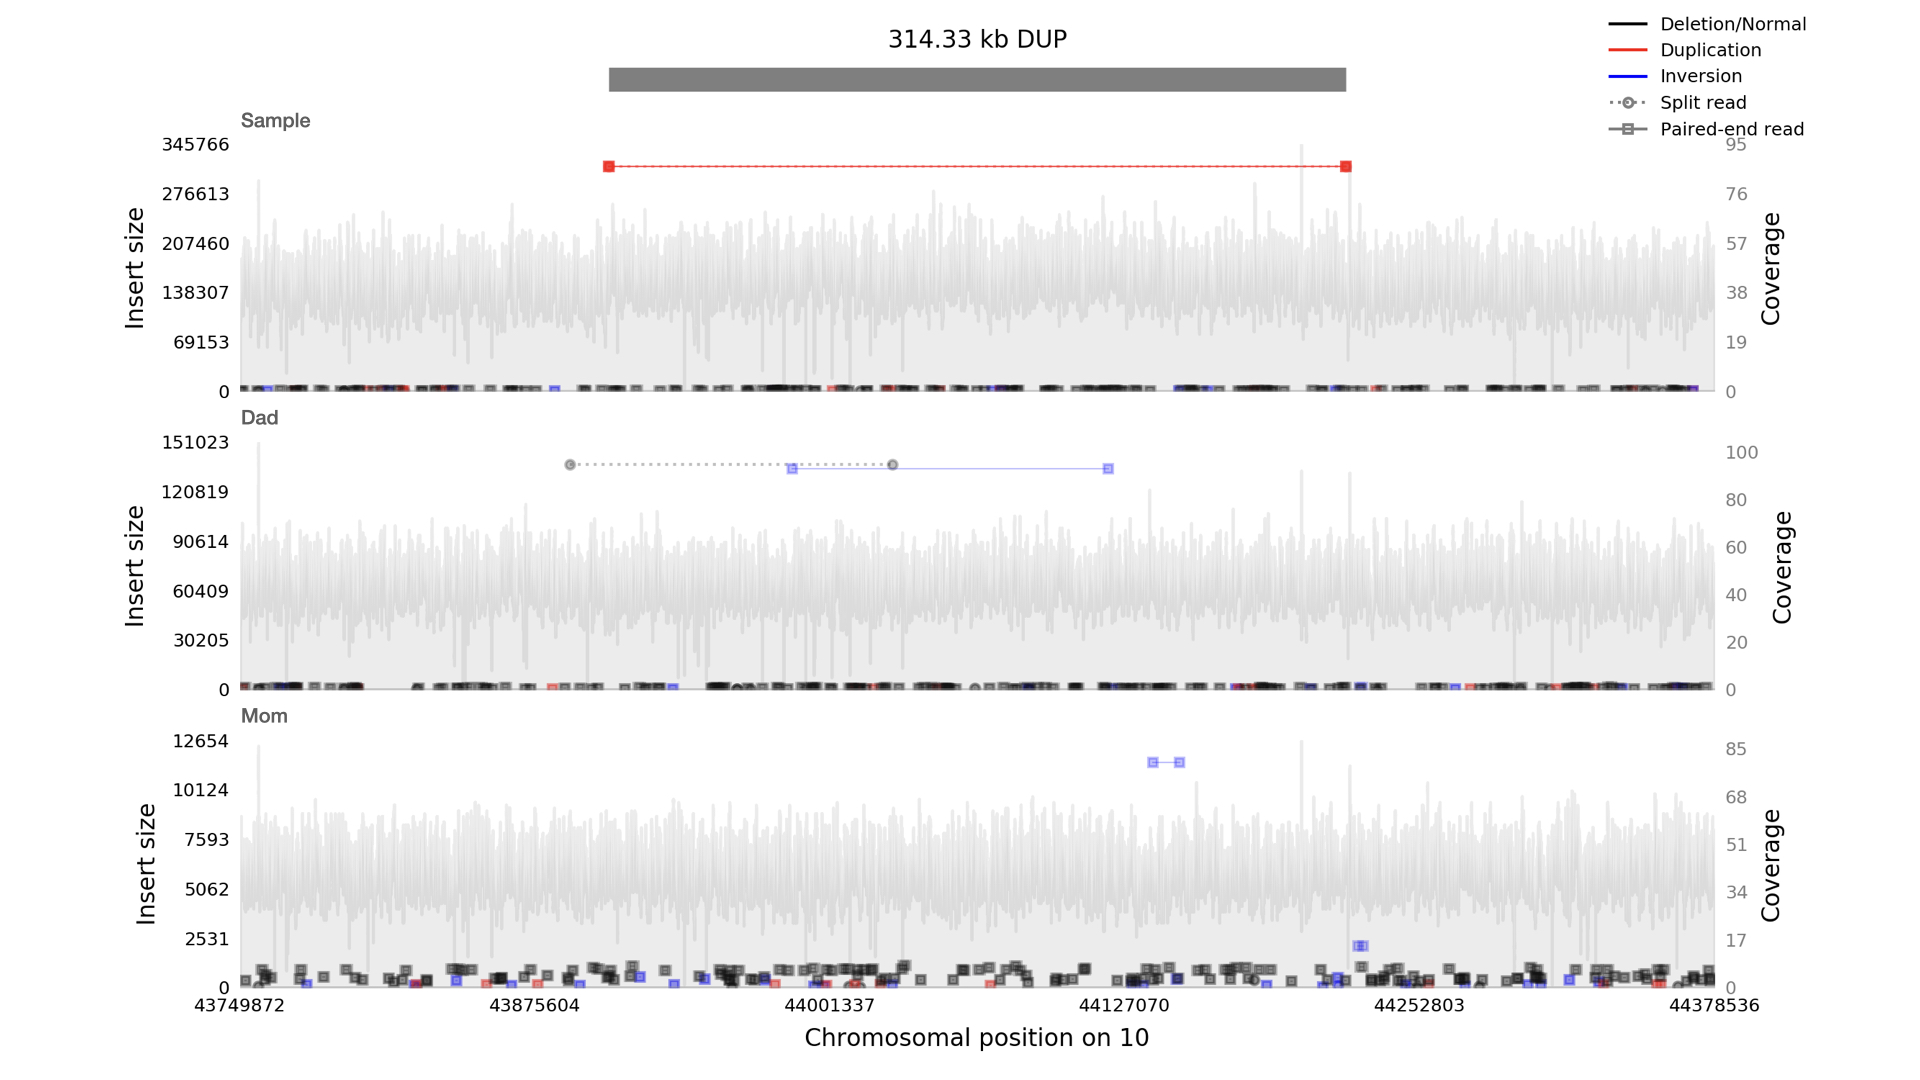 314.33 kb DUP
Deletion/Normal
Duplication
Inversion
Split read
Paired-end read
Sample
345766
276613
207460
138307
69153
0
Insert size
95
76
57
38
19
0
Coverage
Dad
151023
120819
90614
60409
30205
0
Insert size
100
80
60
40
20
0
Coverage
Mom
12654
10124
7593
5062
2531
0
Insert size
85
68
51
34
17
0
Coverage
43749872 43875604 44001337 44127070 44252803 44378536
Chromosomal position on 10